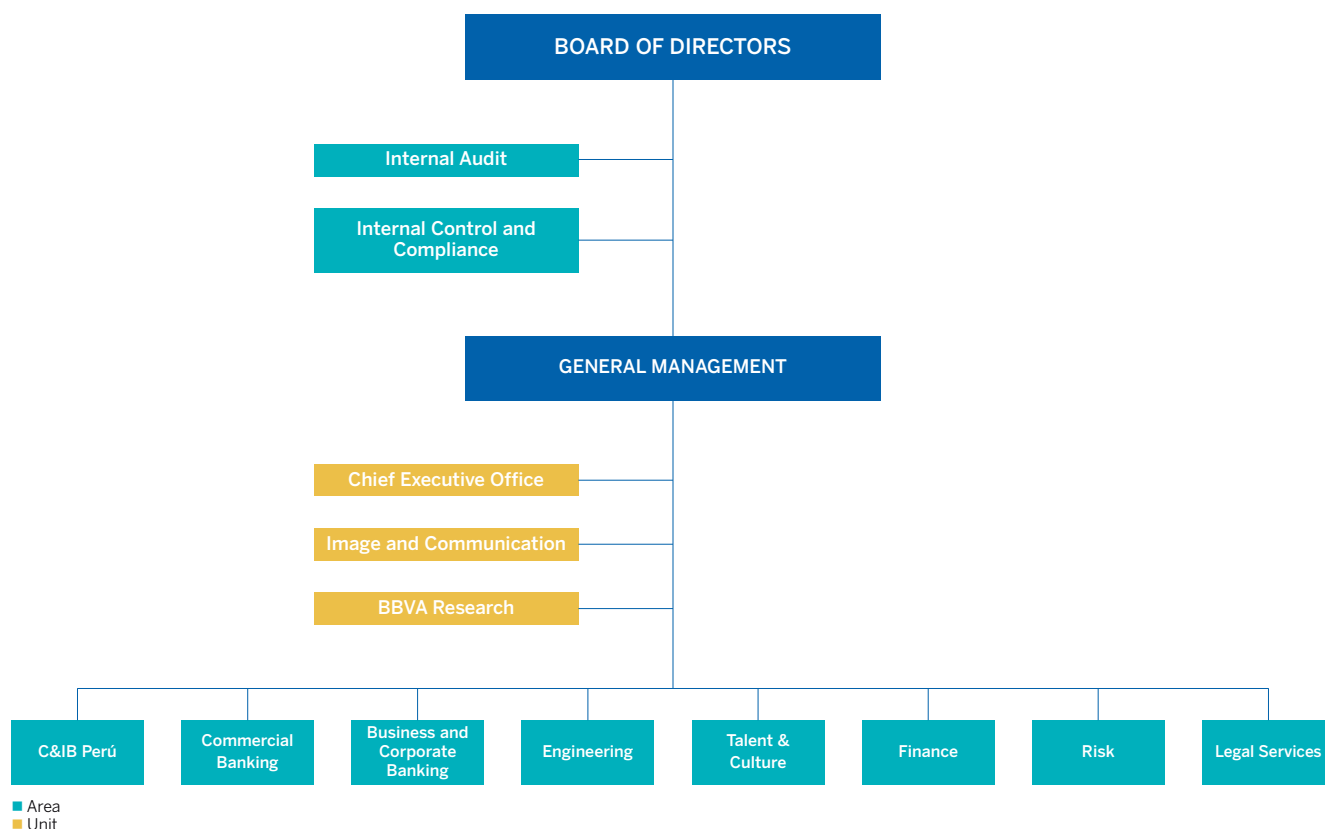 BOARD OF DIRECTORS
Internal Audit
Internal Control and
Compliance
GENERAL MANAGEMENT
Chief Executive Office
Image and Communication
BBVA Research
C&IB Perú
Commercial
Banking
Business and
Corporate
Banking
Engineering
Talent &
Culture
Finance
Risk
Legal Services
Area
Unit